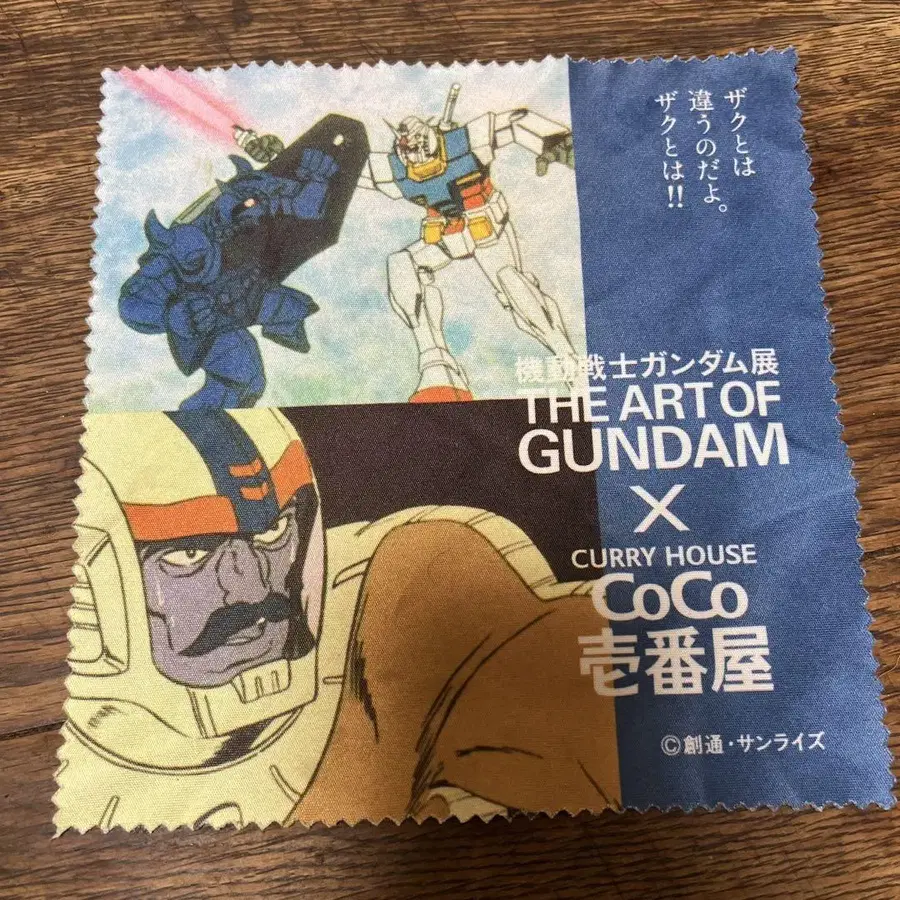 ザクとは
違うのだよ。
ザクとは!!
機動戦士ガンダム展
THE ART OF
GUNDAM
×
CURRY HOUSE
CoCo
壱番屋
©創通・サンライズ